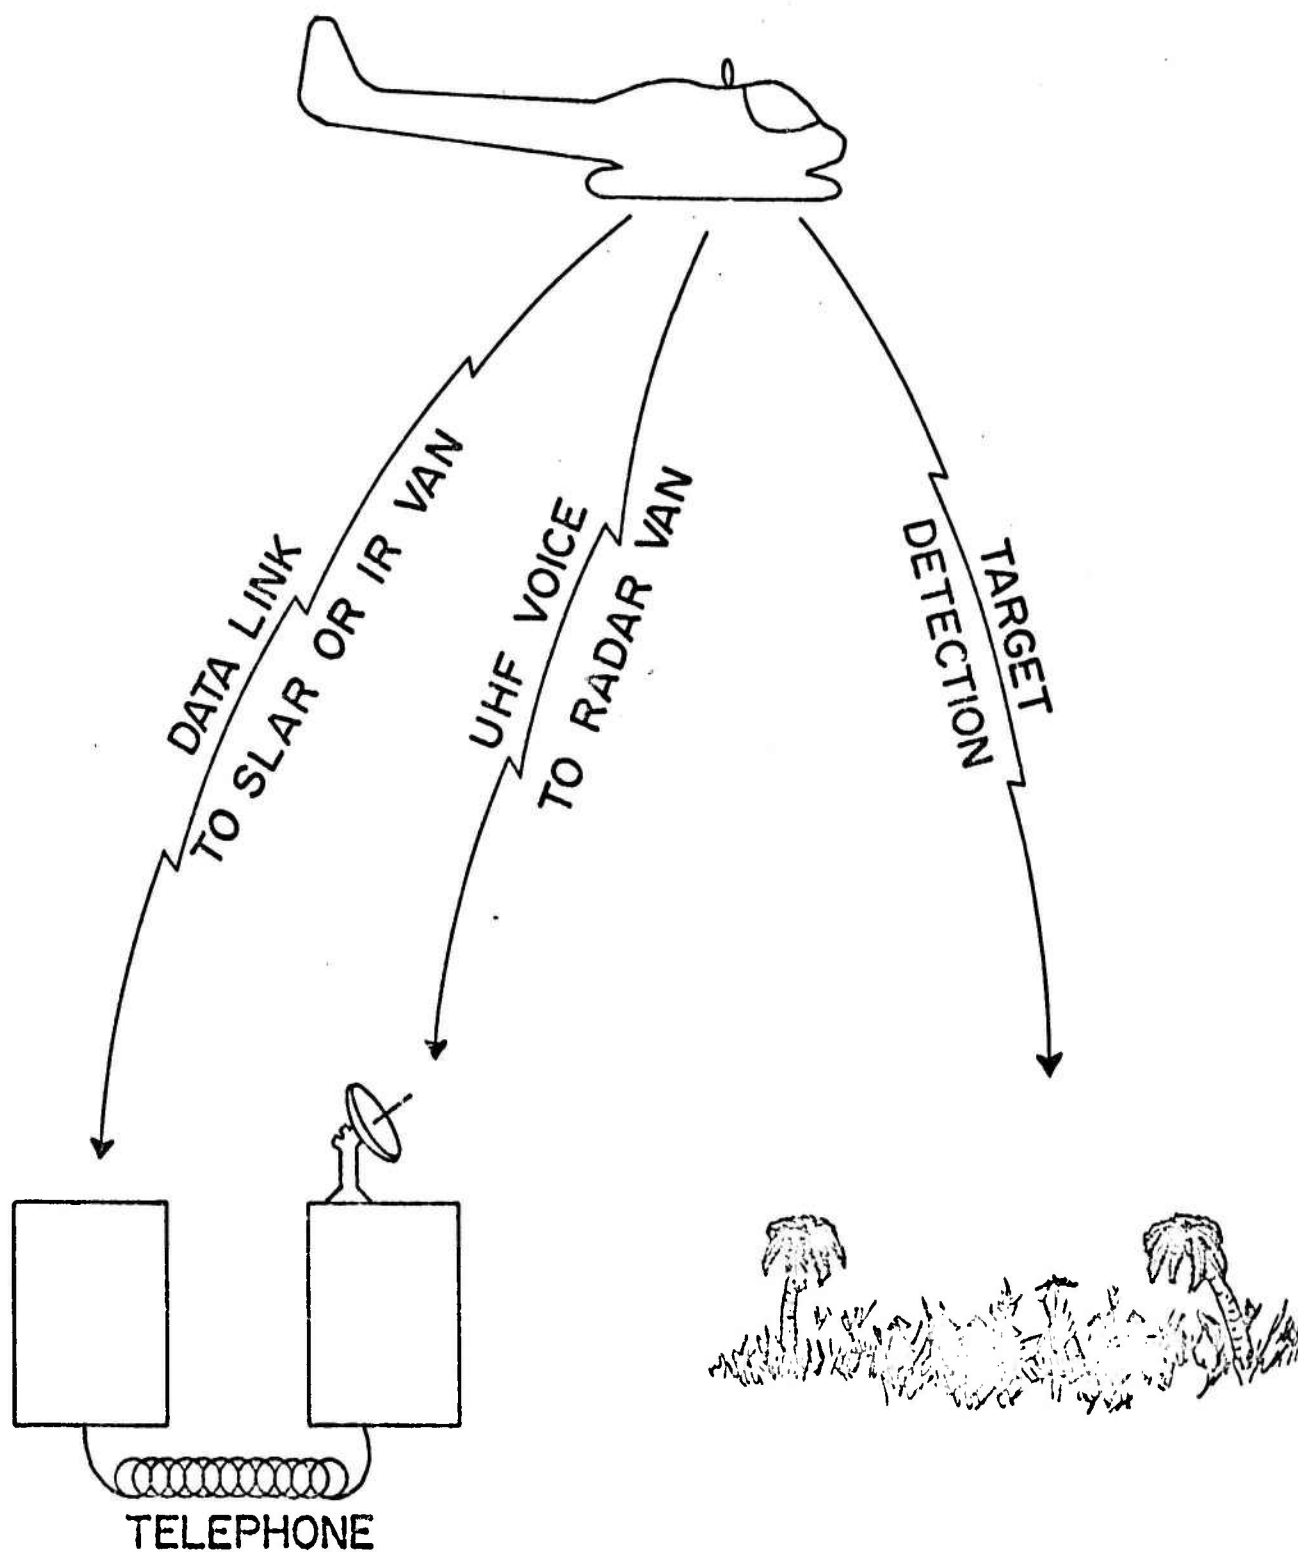 DATA LINK
TO SLAR OR IR VAN
UHF VOICE
TO RADAR VAN
TARGET
DETECTION
TELEPHONE